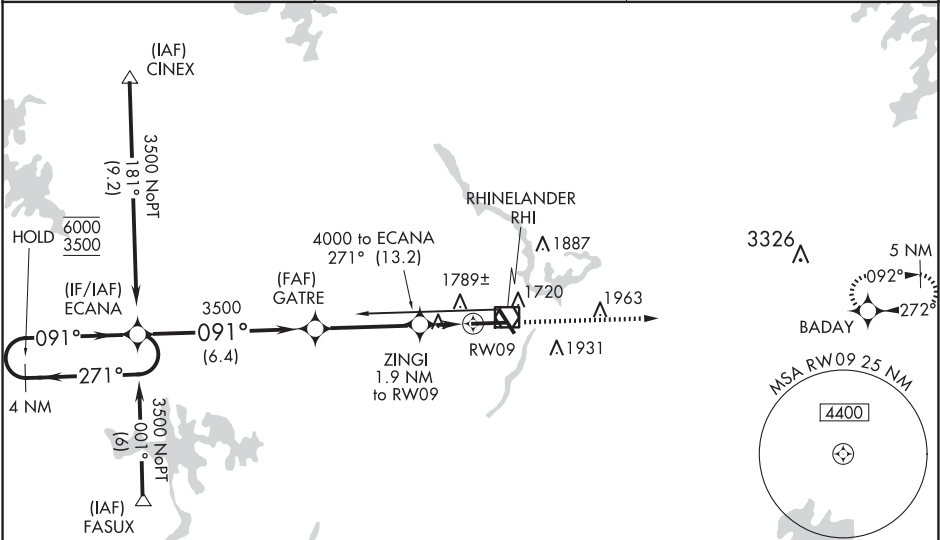 (IAF)
CINEX
3500 NoPT
181°
(9.2)
HOLD
6000
3500
(IF/IAF)
ECANA
091°
271°
4 NM
3500
091°
(6.4)
(FAF)
GATRE
4000 to ECANA
271° (13.2)
RHINELANDER
RHI
1887
1789±
1720
1963
1931
ZINGI
1.9 NM
to RW09
RW09
3326
5 NM
092°
272°
BADAY
3500 NoPT
001°
(6)
(IAF)
FASUX
MSA RW09 25 NM
4400